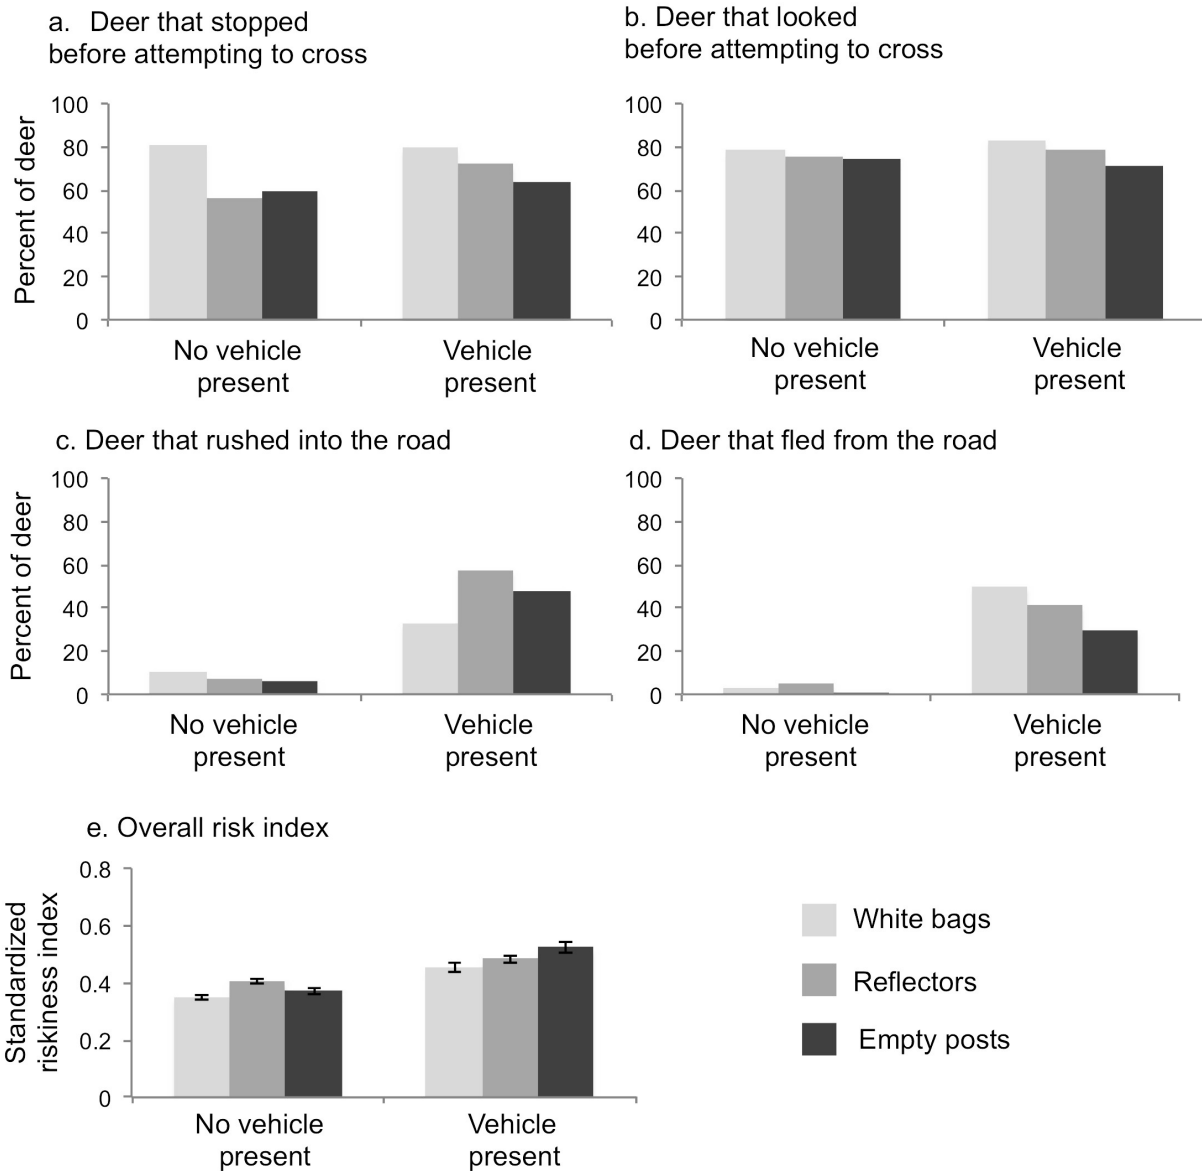 a. Deer that stopped
before attempting to cross
100
80
60
40
20
0
Percent of deer
No vehicle
present
Vehicle
present
b. Deer that looked
before attempting to cross
100
80
60
40
20
0
No vehicle
present
Vehicle
present
c. Deer that rushed into the road
100
80
60
40
20
0
Percent of deer
No vehicle
present
Vehicle
present
d. Deer that fled from the road
100
80
60
40
20
0
No vehicle
present
Vehicle
present
e. Overall risk index
0.8
0.6
0.4
0.2
0
Standardized
riskiness index
No vehicle
present
Vehicle
present
White bags
Reflectors
Empty posts